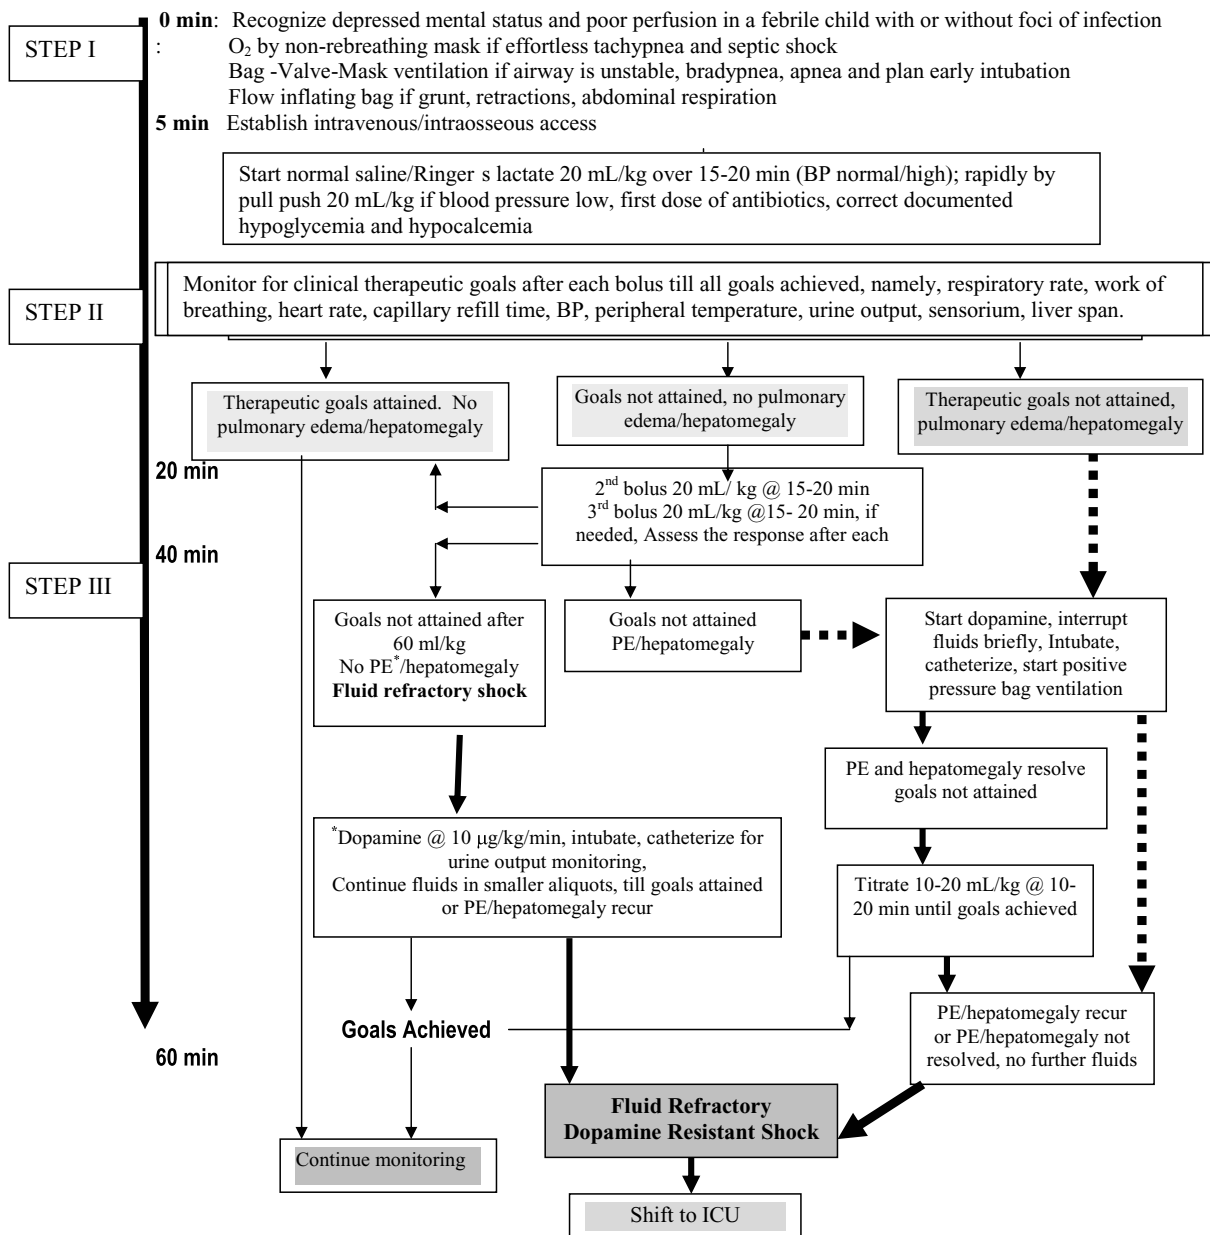 STEP I
0 min: Recognize depressed mental status and poor perfusion in a febrile child with or without foci of infection
: O2 by non-rebreathing mask if effortless tachypnea and septic shock
Bag -Valve-Mask ventilation if airway is unstable, bradypnea, apnea and plan early intubation
Flow inflating bag if grunt, retractions, abdominal respiration
5 min Establish intravenous/intraosseous access
Start normal saline/Ringer s lactate 20 mL/kg over 15-20 min (BP normal/high); rapidly by
pull push 20 mL/kg if blood pressure low, first dose of antibiotics, correct documented
hypoglycemia and hypocalcemia
STEP II
Monitor for clinical therapeutic goals after each bolus till all goals achieved, namely, respiratory rate, work of
breathing, heart rate, capillary refill time, BP, peripheral temperature, urine output, sensorium, liver span.
Therapeutic goals attained. No
pulmonary edema/hepatomegaly
Goals not attained, no pulmonary
edema/hepatomegaly
Therapeutic goals not attained,
pulmonary edema/hepatomegaly
20 min
2nd bolus 20 mL/ kg @ 15-20 min
3rd bolus 20 mL/kg @15- 20 min, if
needed, Assess the response after each
40 min
STEP III
Goals not attained after
60 ml/kg
No PE*/hepatomegaly
Fluid refractory shock
Goals not attained
PE/hepatomegaly
Start dopamine, interrupt
fluids briefly, Intubate,
catheterize, start positive
pressure bag ventilation
PE and hepatomegaly resolve
goals not attained
*Dopamine @ 10 µg/kg/min, intubate, catheterize for
urine output monitoring,
Continue fluids in smaller aliquots, till goals attained
or PE/hepatomegaly recur
Titrate 10-20 mL/kg @ 10-
20 min until goals achieved
Goals Achieved
PE/hepatomegaly recur
or PE/hepatomegaly not
resolved, no further fluids
60 min
Fluid Refractory
Dopamine Resistant Shock
Continue monitoring
Shift to ICU